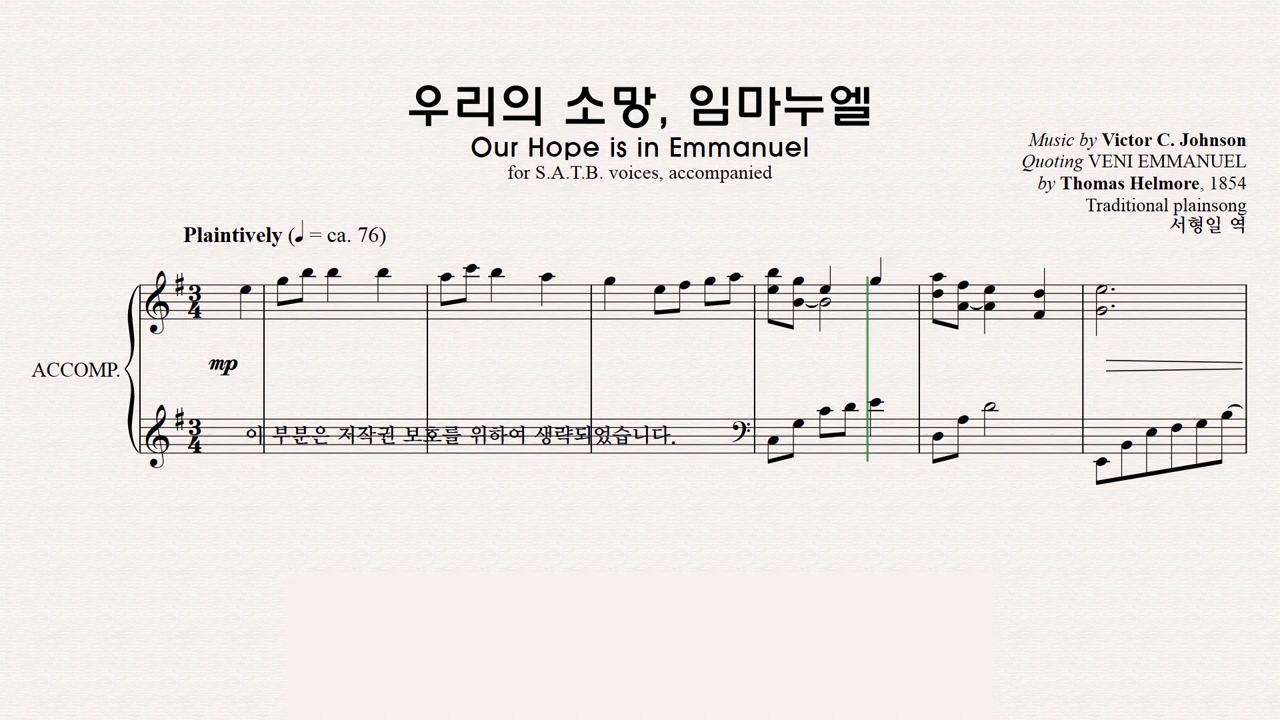 우리의 소망, 임마누엘
Our Hope is in Emmanuel
for S.A.T.B. voices, accompanied
Music by Victor C. Johnson
Quoting VENI EMMANUEL
by Thomas Helmore, 1854
Traditional plainsong
서형일 역
Plaintively (♩ = ca. 76)
3
4
mp
ACCOMP.
3
4
이 부분은 저작권 보호를 위하여 생략되었습니다.